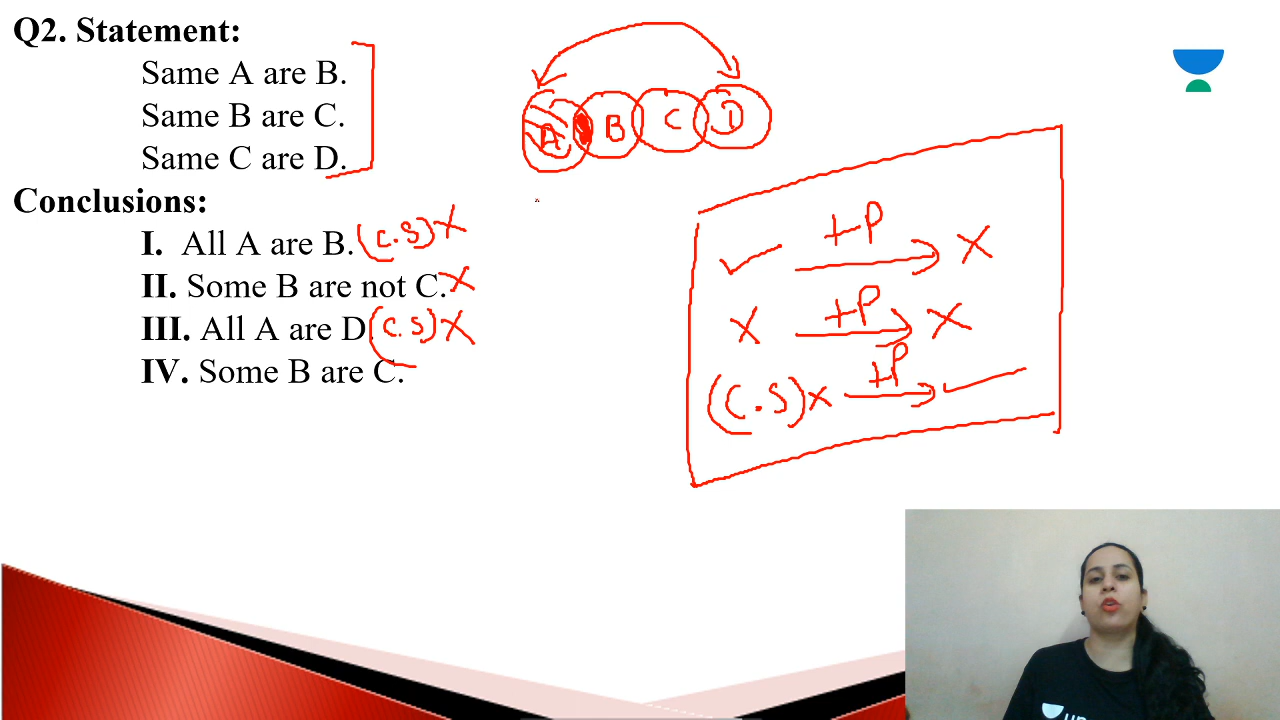 Q2. Statement:
Same A are B.
Same B are C.
Same C are D.
Conclusions:
I. All A are B. (C.S) X
II. Some B are not C. X
III. All A are D (C.S) X
IV. Some B are C.
A B C D
✓ +P → X
X +P → X
(C.S) X +P → ✓